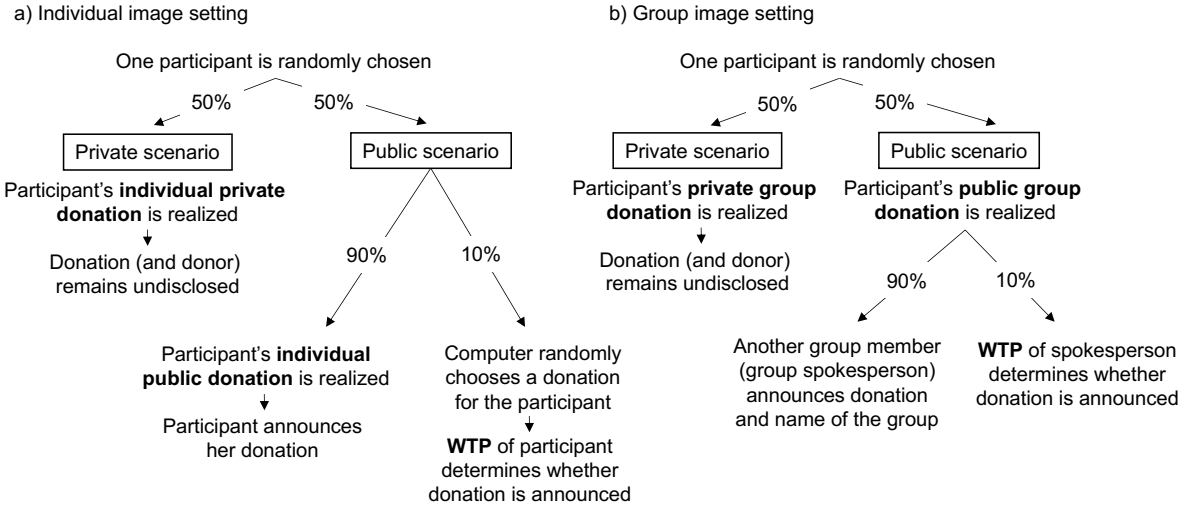 a) Individual image setting
One participant is randomly chosen
50%
50%
Private scenario
Public scenario
Participant's individual private
donation is realized
Donation (and donor)
remains undisclosed
90%
10%
Participant's individual
public donation is realized
Participant announces
her donation
Computer randomly
chooses a donation
for the participant
WTP of participant
determines whether
donation is announced
b) Group image setting
One participant is randomly chosen
50%
50%
Private scenario
Public scenario
Participant's private group
donation is realized
Donation (and donor)
remains undisclosed
Participant's public group
donation is realized
90%
10%
Another group member
(group spokesperson)
announces donation
and name of the group
WTP of spokesperson
determines whether
donation is announced